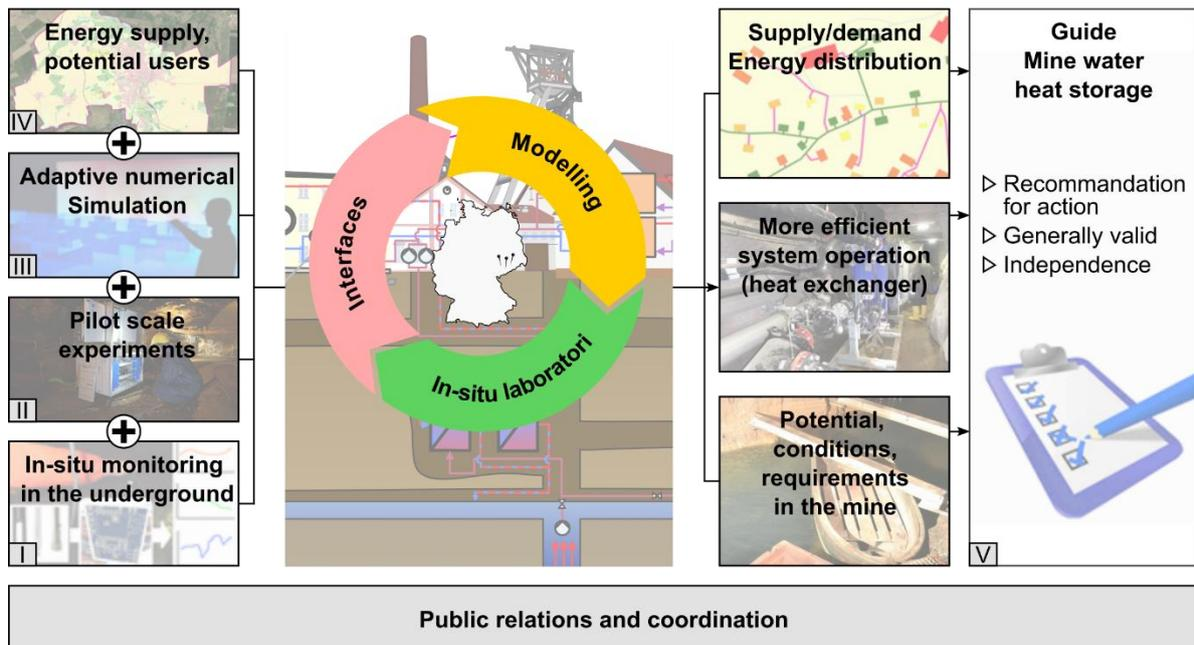 Energy supply,
potential users
IV
+
Adaptive numerical
Simulation
III
+
Pilot scale
experiments
II
+
In-situ monitoring
in the underground
I
Interfaces
Modelling
In-situ laboratori
Supply/demand
Energy distribution
More efficient
system operation
(heat exchanger)
Potential,
conditions,
requirements
in the mine
Guide
Mine water
heat storage
Recommandation
for action
Generally valid
Independence
V
Public relations and coordination